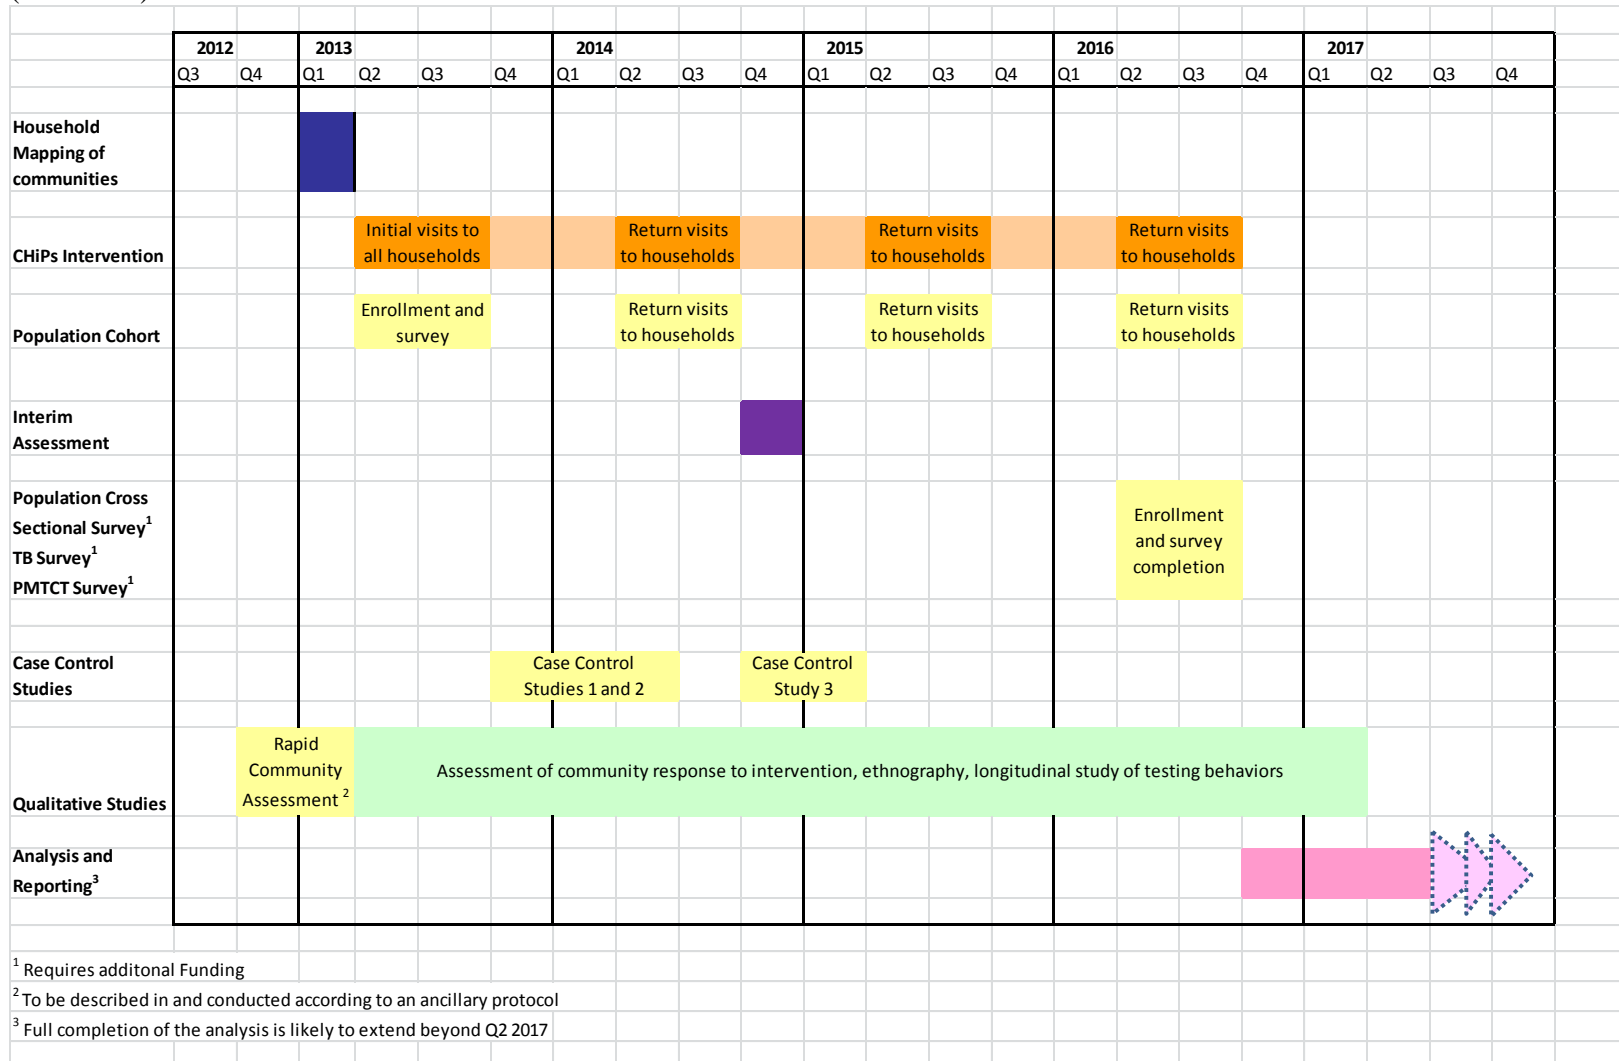 2012 2013 2014 2015 2016 2017
Q3 Q4 Q1 Q2 Q3 Q4 Q1 Q2 Q3 Q4 Q1 Q2 Q3 Q4 Q1 Q2 Q3 Q4 Q1 Q2 Q3 Q4
Household
Mapping of
communities
CHiPs Intervention
Initial visits to
all households
Return visits
to households
Return visits
to households
Return visits
to households
Population Cohort
Enrollment and
survey
Return visits
to households
Return visits
to households
Return visits
to households
Interim
Assessment
Population Cross
Sectional Survey1
TB Survey1
PMTCT Survey1
Enrollment
and survey
completion
Case Control
Studies
Case Control
Studies 1 and 2
Case Control
Study 3
Qualitative Studies
Rapid
Community
Assessment 2
Assessment of community response to intervention, ethnography, longitudinal study of testing behaviors
Analysis and
Reporting3
1 Requires additonal Funding
2 To be described in and conducted according to an ancillary protocol
3 Full completion of the analysis is likely to extend beyond Q2 2017